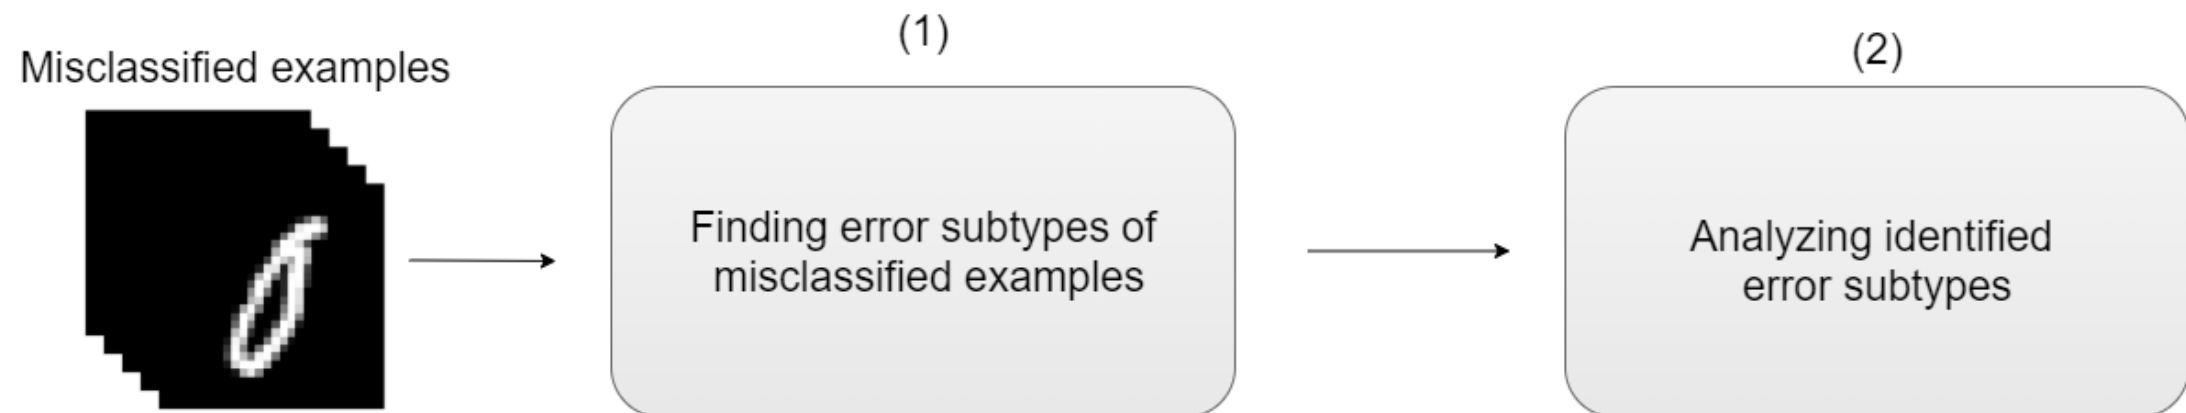 Misclassified examples
(1)
Finding error subtypes of
misclassified examples
(2)
Analyzing identified
error subtypes